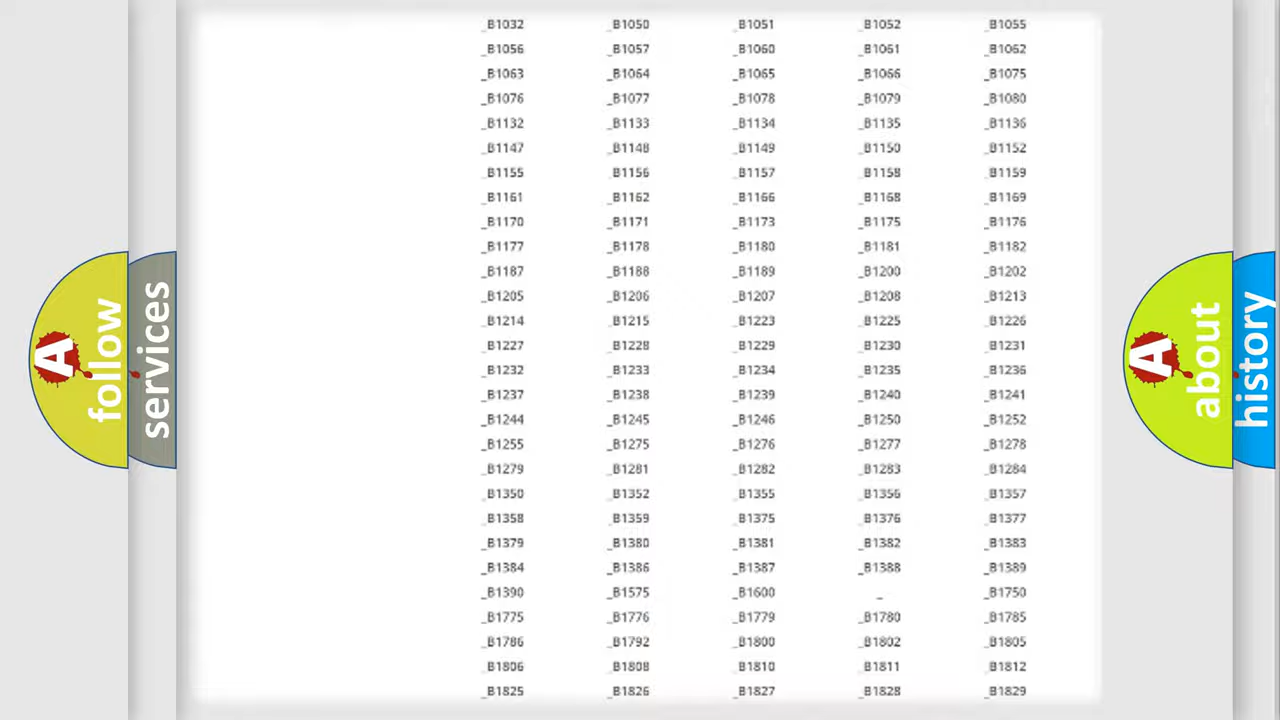 _B1032 _B1050 _B1051 _B1052 _B1055
_B1056 _B1057 _B1060 _B1061 _B1062
_B1063 _B1064 _B1065 _B1066 _B1075
_B1076 _B1077 _B1078 _B1079 _B1080
_B1132 _B1133 _B1134 _B1135 _B1136
_B1147 _B1148 _B1149 _B1150 _B1152
_B1155 _B1156 _B1157 _B1158 _B1159
_B1161 _B1162 _B1166 _B1168 _B1169
_B1170 _B1171 _B1173 _B1175 _B1176
_B1177 _B1178 _B1180 _B1181 _B1182
_B1187 _B1188 _B1189 _B1200 _B1202
_B1205 _B1206 _B1207 _B1208 _B1213
_B1214 _B1215 _B1223 _B1225 _B1226
_B1227 _B1228 _B1229 _B1230 _B1231
_B1232 _B1233 _B1234 _B1235 _B1236
_B1237 _B1238 _B1239 _B1240 _B1241
_B1244 _B1245 _B1246 _B1250 _B1252
_B1255 _B1275 _B1276 _B1277 _B1278
_B1279 _B1281 _B1282 _B1283 _B1284
_B1350 _B1352 _B1355 _B1356 _B1357
_B1358 _B1359 _B1375 _B1376 _B1377
_B1379 _B1380 _B1381 _B1382 _B1383
_B1384 _B1386 _B1387 _B1388 _B1389
_B1390 _B1575 _B1600 _ _B1750
_B1775 _B1776 _B1779 _B1780 _B1785
_B1786 _B1792 _B1800 _B1802 _B1805
_B1806 _B1808 _B1810 _B1811 _B1812
_B1825 _B1826 _B1827 _B1828 _B1829
A
follow
services
A
about
history